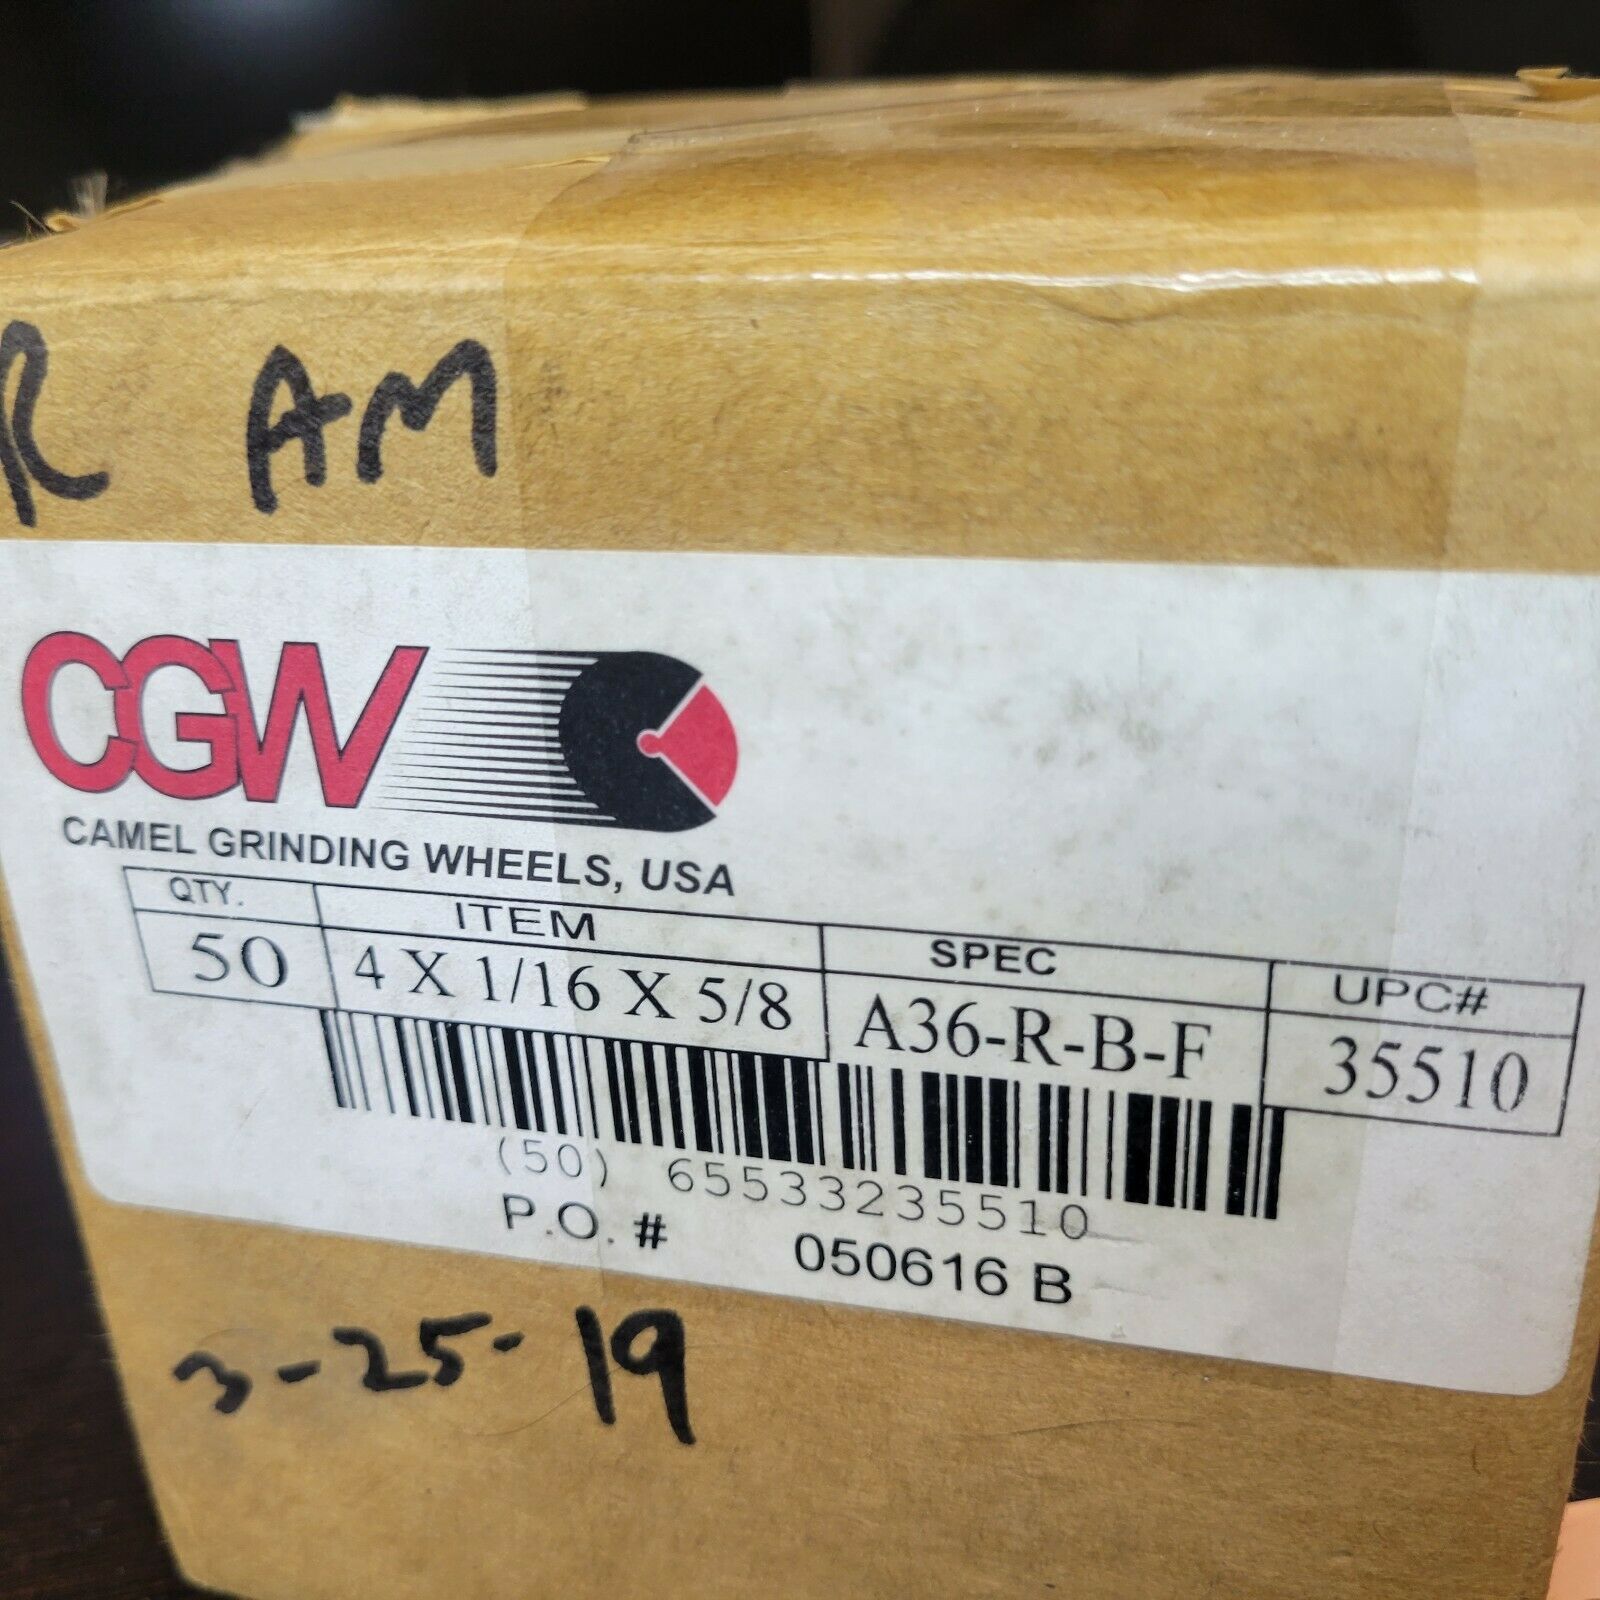 R AM
CGW
CAMEL GRINDING WHEELS, USA
QTY. ITEM SPEC UPC#
50 4 X 1/16 X 5/8 A36-R-B-F 35510
(50) 65533235510
P.O. # 050616 B
3-25-19